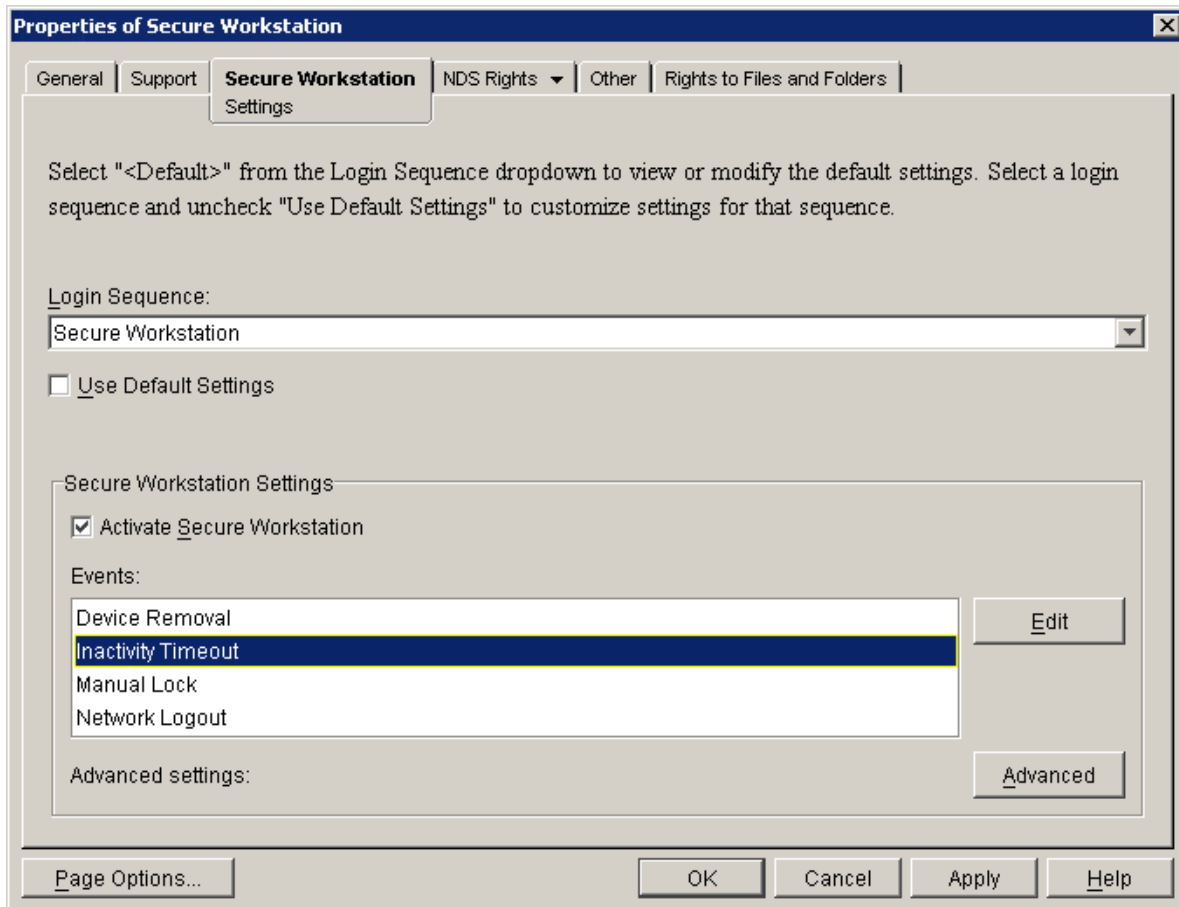 Properties of Secure Workstation
General Support Secure Workstation NDS Rights Other Rights to Files and Folders
Settings
Select "<Default>" from the Login Sequence dropdown to view or modify the default settings. Select a login
sequence and uncheck "Use Default Settings" to customize settings for that sequence.
Login Sequence:
Secure Workstation
Use Default Settings
Secure Workstation Settings
Activate Secure Workstation
Events:
Device Removal
Edit
Inactivity Timeout
Manual Lock
Network Logout
Advanced settings:
Advanced
Page Options... OK Cancel Apply Help